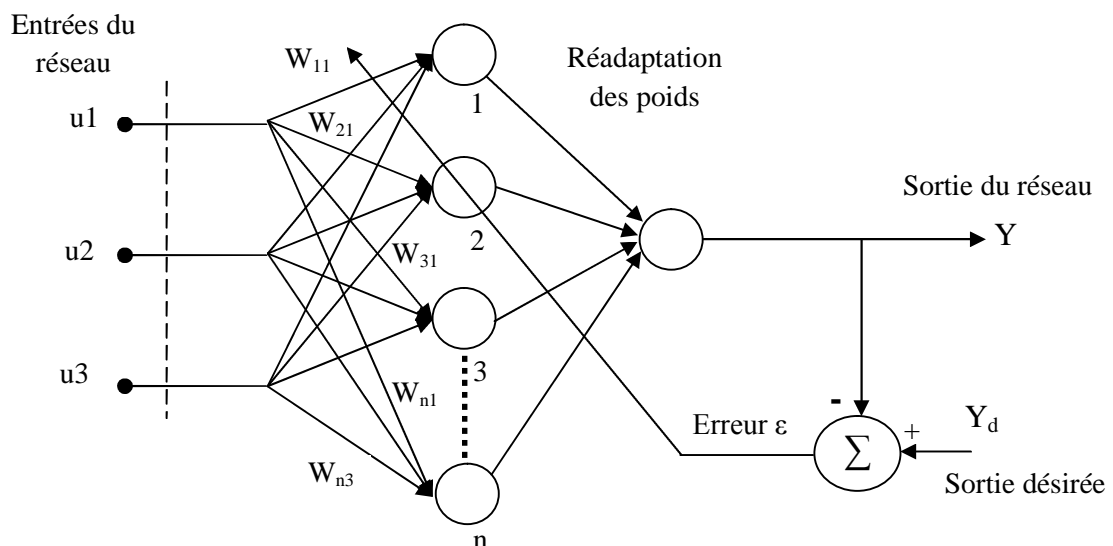 Entrées du
réseau
u1
u2
u3
W11
W21
W31
Wn1
Wn3
1
2
3
n
Réadaptation
des poids
Sortie du réseau
Y
-
+
Yd
Σ
Erreur ε
Sortie désirée